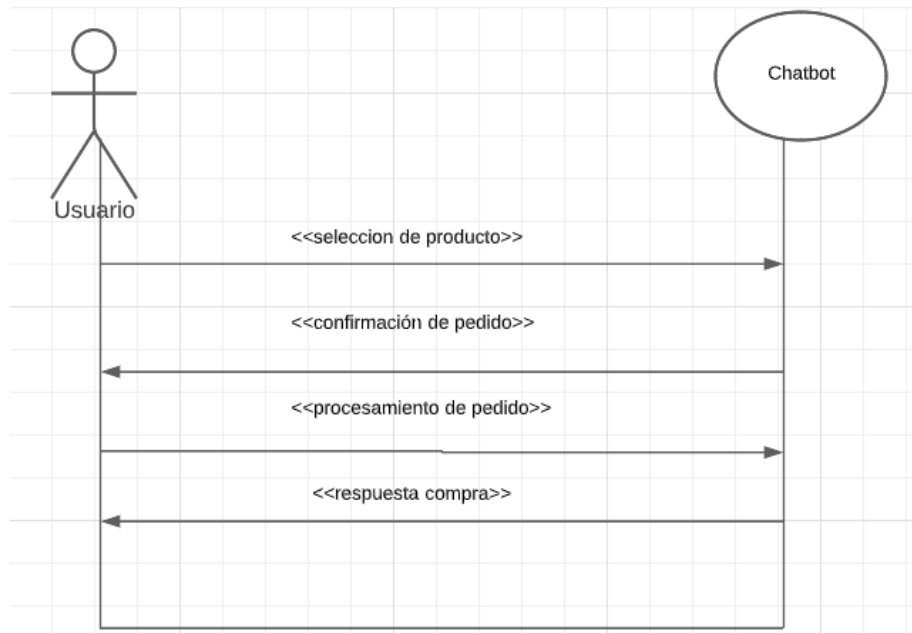 Chatbot
Usuario
<<seleccion de producto>>
<<confirmación de pedido>>
<<procesamiento de pedido>>
<<respuesta compra>>